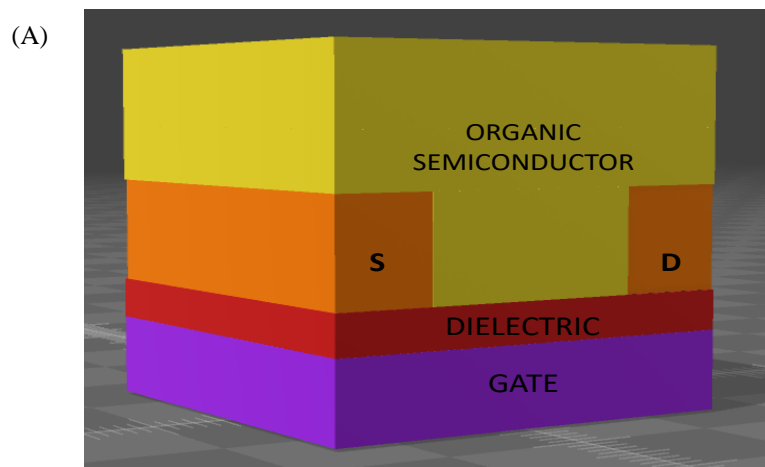 (A)
ORGANIC
SEMICONDUCTOR
S
D
DIELECTRIC
GATE